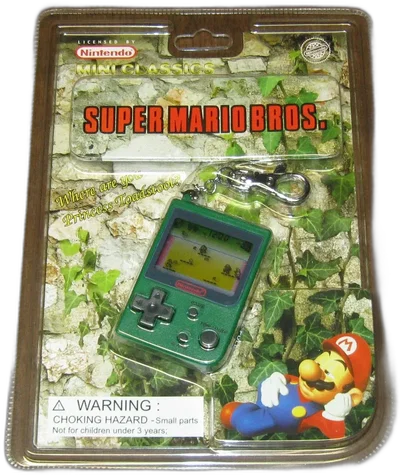 LICENSED BY
Nintendo
MINI CLASSICS
SUPER MARIO BROS.
Where are you
Princess Toadstool?
Nintendo
M
WARNING :
CHOKING HAZARD - Small parts
Not for children under 3 years.